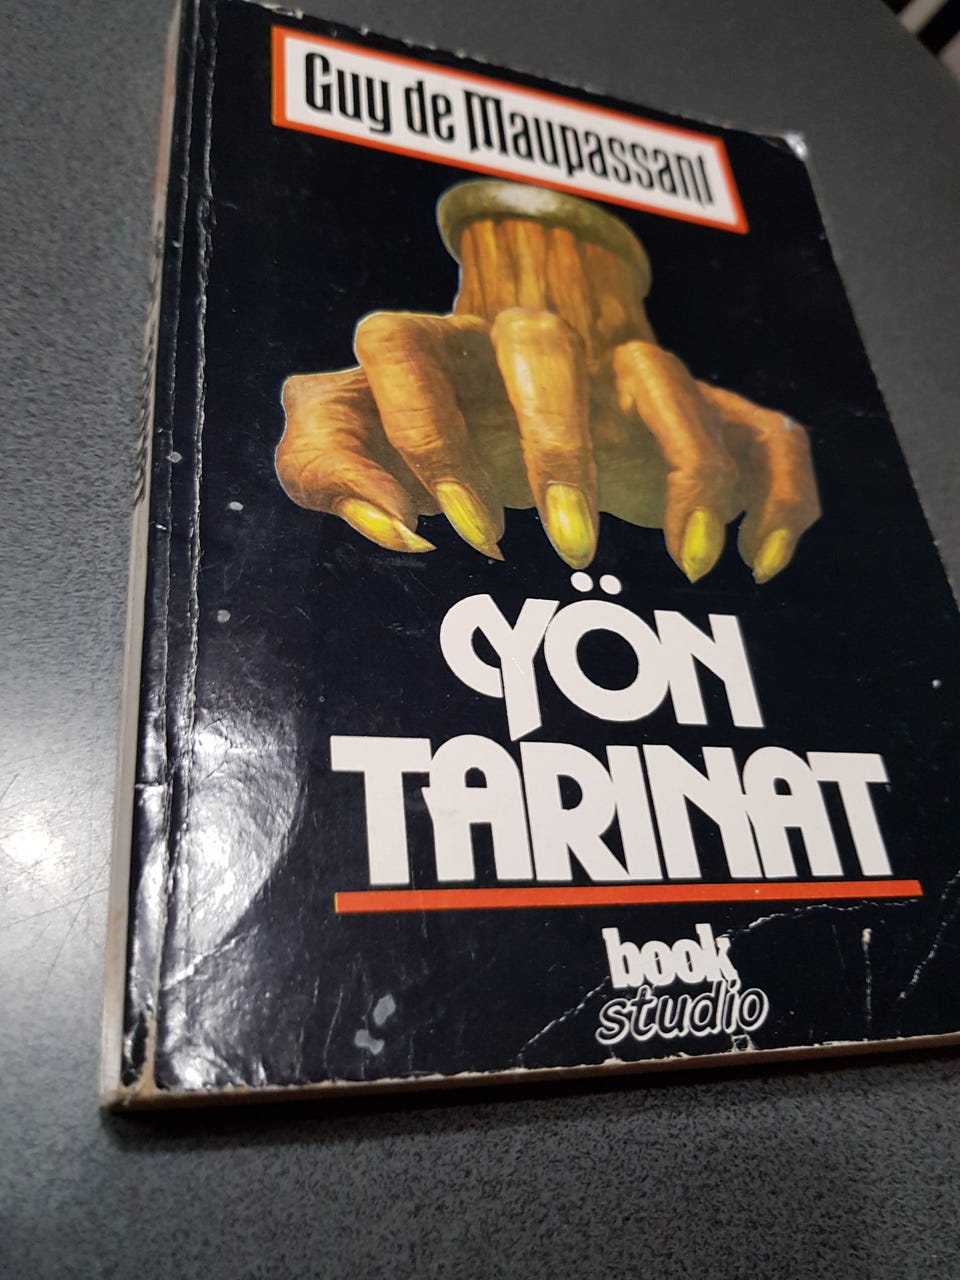 Guy de Maupassant
YÖN
TARINAT
book
studio